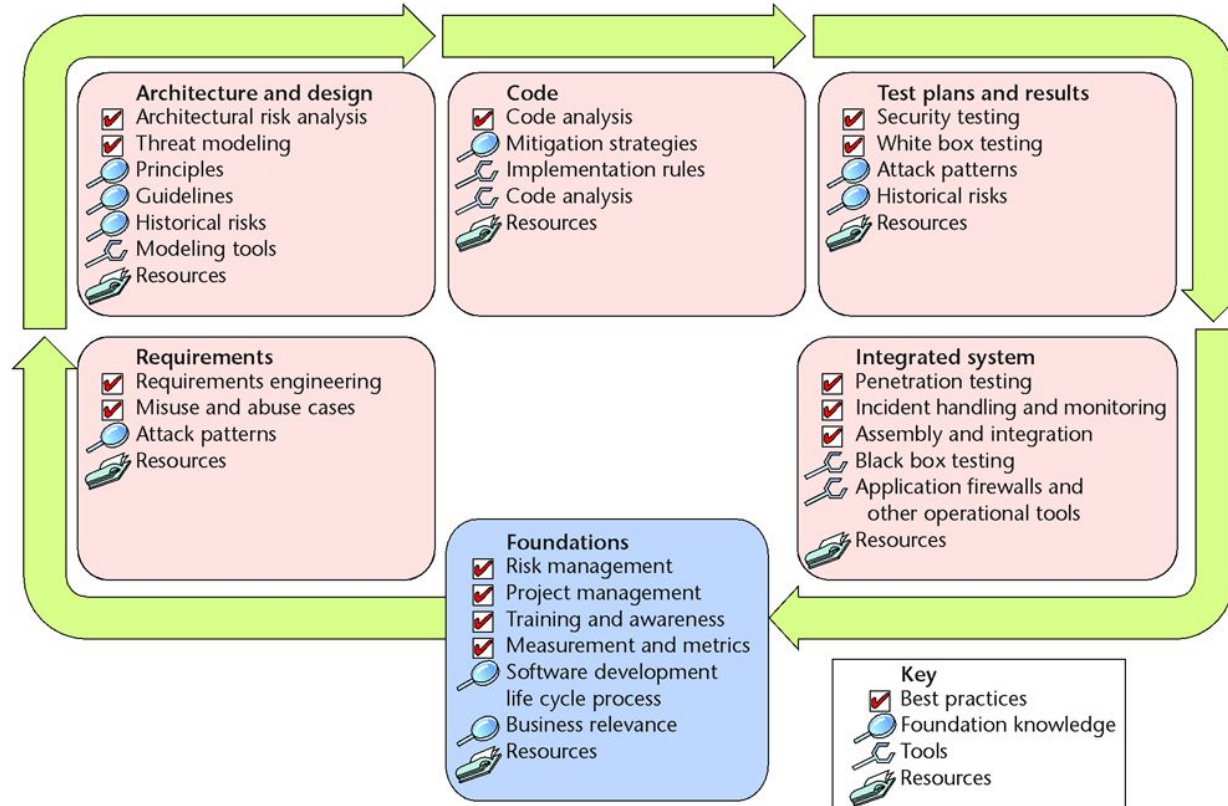 Architecture and design
Architectural risk analysis
Threat modeling
Principles
Guidelines
Historical risks
Modeling tools
Resources
Code
Code analysis
Mitigation strategies
Implementation rules
Code analysis
Resources
Test plans and results
Security testing
White box testing
Attack patterns
Historical risks
Resources
Requirements
Requirements engineering
Misuse and abuse cases
Attack patterns
Resources
Integrated system
Penetration testing
Incident handling and monitoring
Assembly and integration
Black box testing
Application firewalls and
other operational tools
Resources
Foundations
Risk management
Project management
Training and awareness
Measurement and metrics
Software development
life cycle process
Business relevance
Resources
Key
Best practices
Foundation knowledge
Tools
Resources